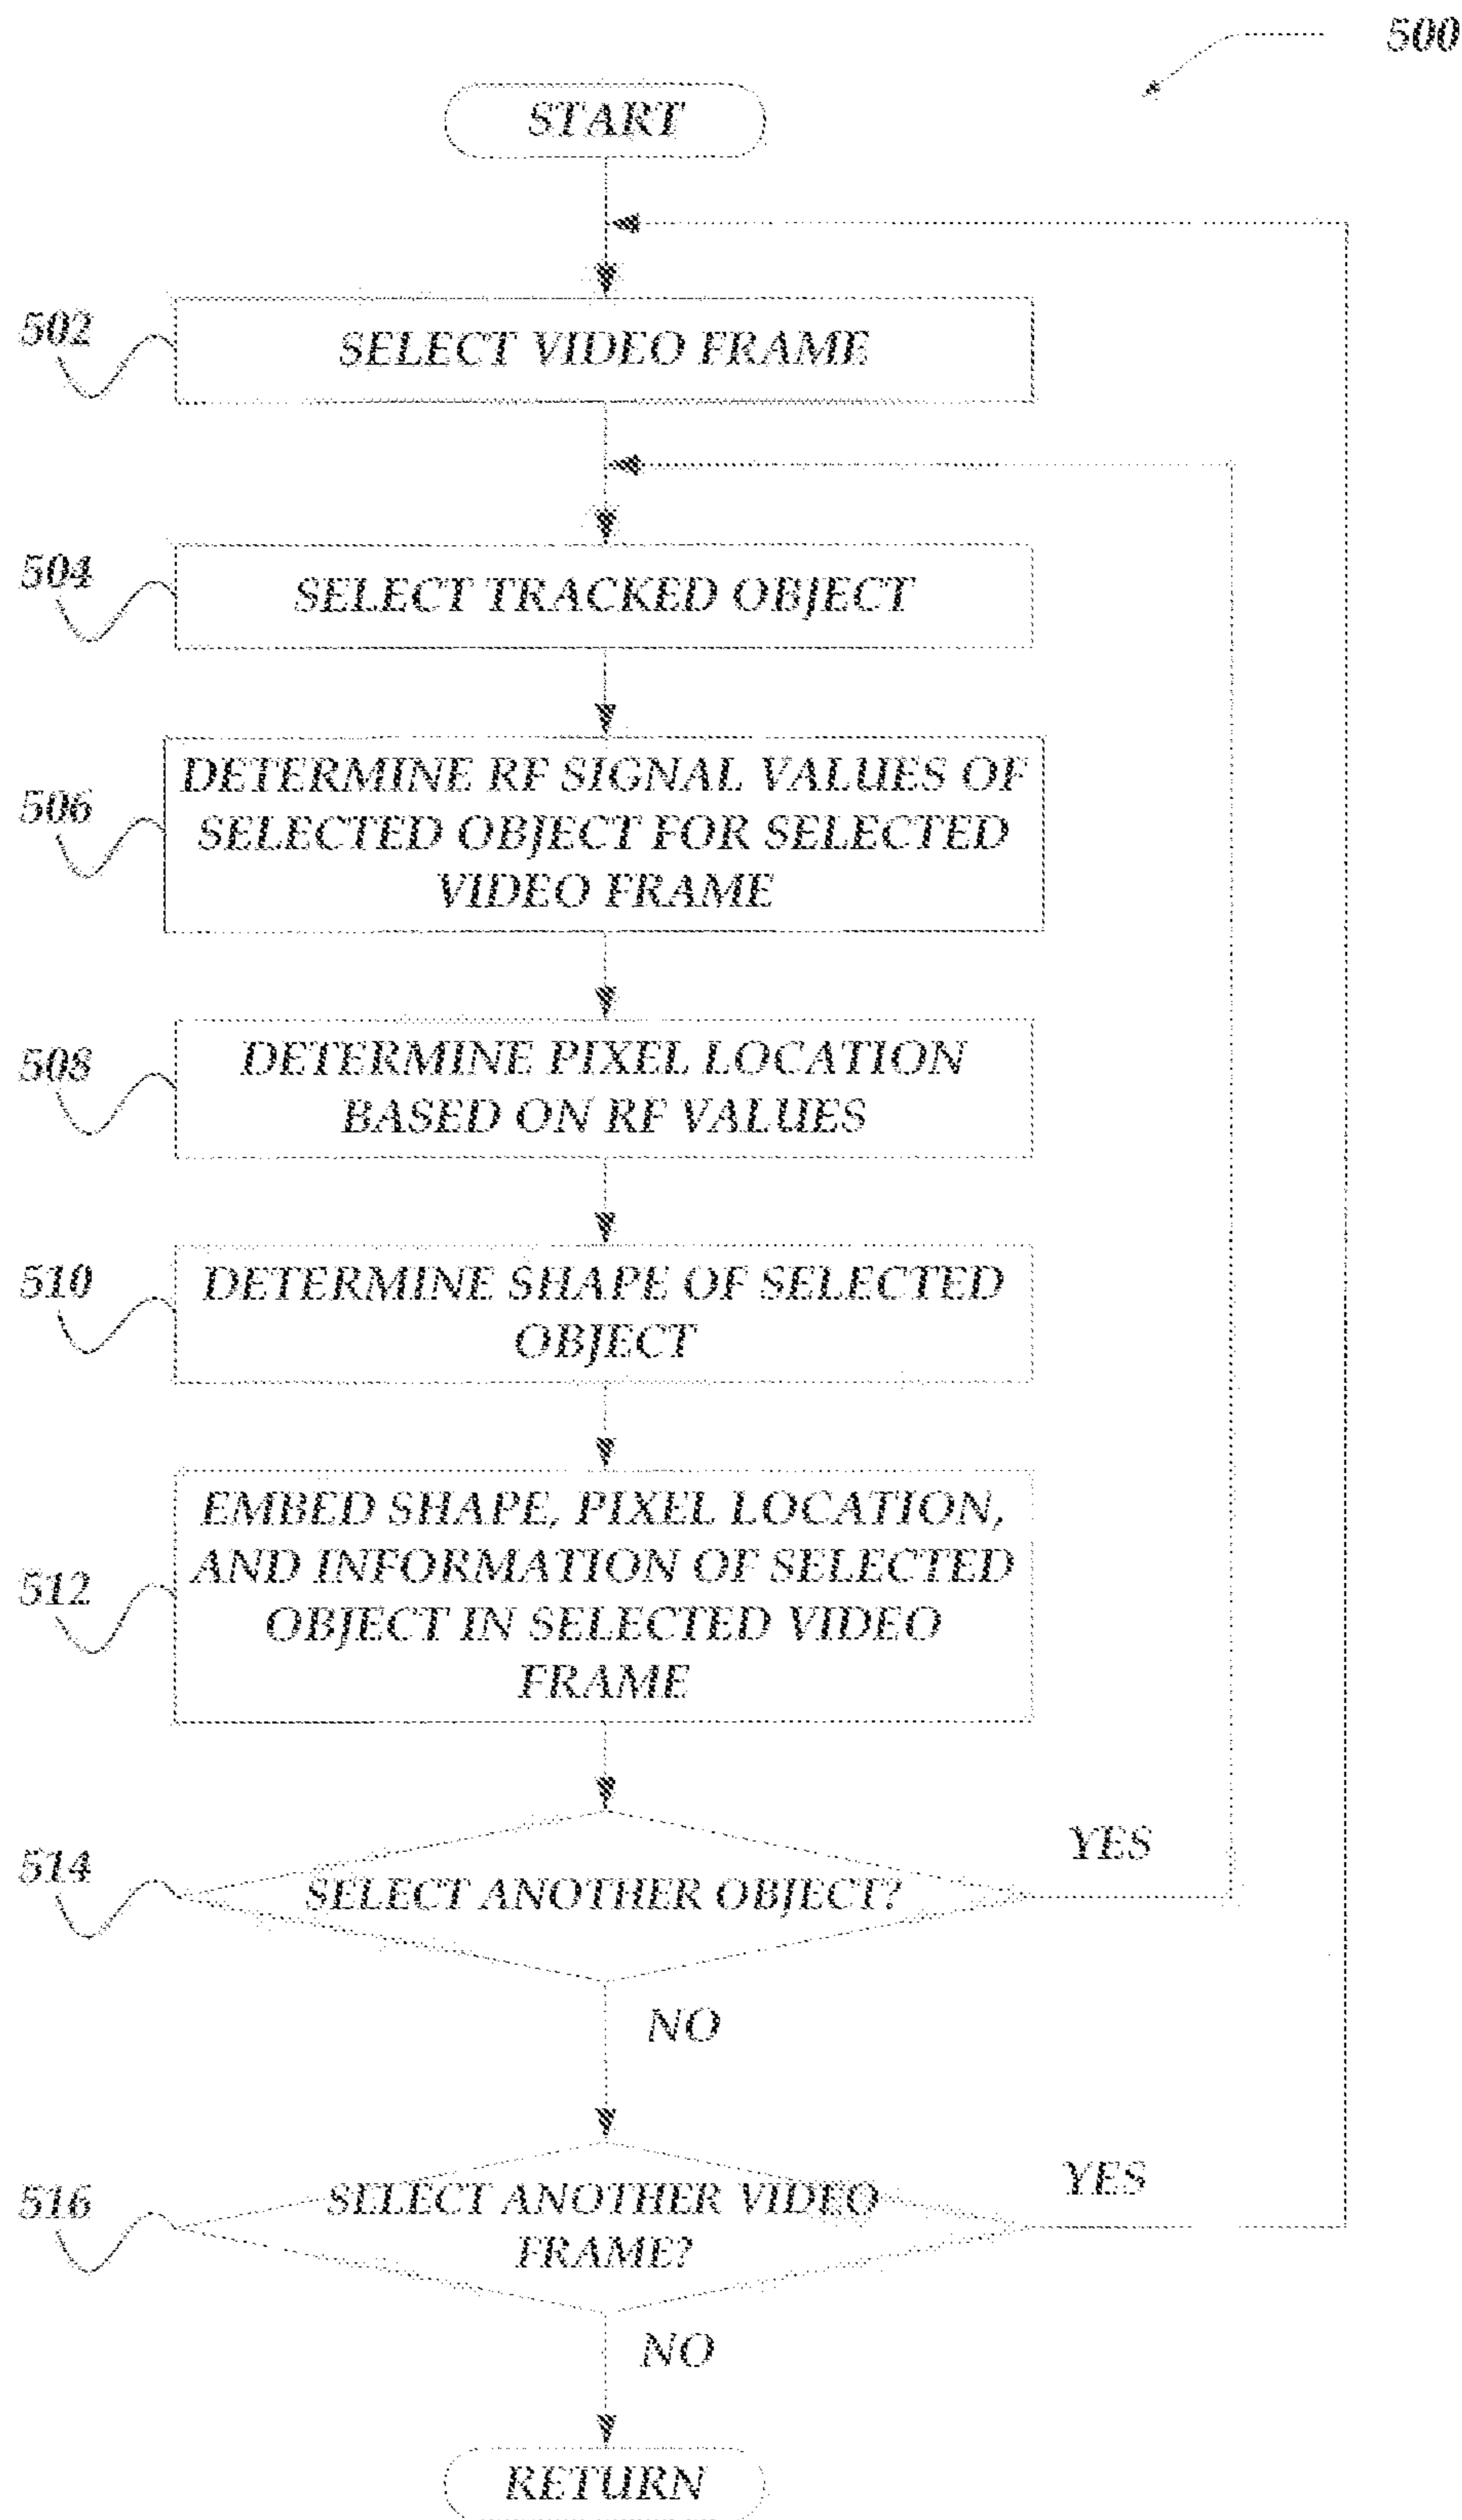 500
START
502
SELECT VIDEO FRAME
504
SELECT TRACKED OBJECT
506
DETERMINE RF SIGNAL VALUES OF
SELECTED OBJECT FOR SELECTED
VIDEO FRAME
508
DETERMINE PIXEL LOCATION
BASED ON RF VALUES
510
DETERMINE SHAPE OF SELECTED
OBJECT
512
EMBED SHAPE, PIXEL LOCATION,
AND INFORMATION OF SELECTED
OBJECT IN SELECTED VIDEO
FRAME
514
SELECT ANOTHER OBJECT?
YES
NO
516
SELECT ANOTHER VIDEO
FRAME?
YES
NO
RETURN